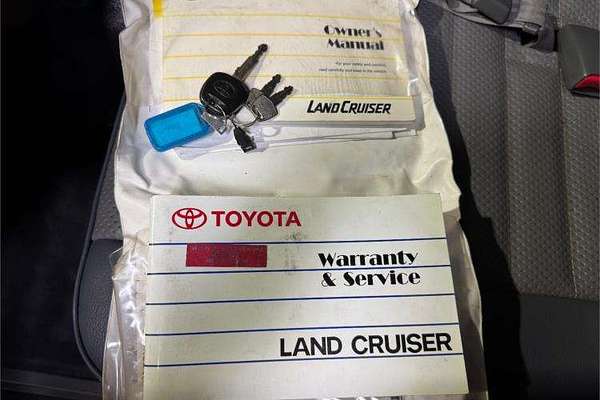 Owner's
Manual
LAND CRUISER
TOYOTA
Warranty
& Service
LAND CRUISER